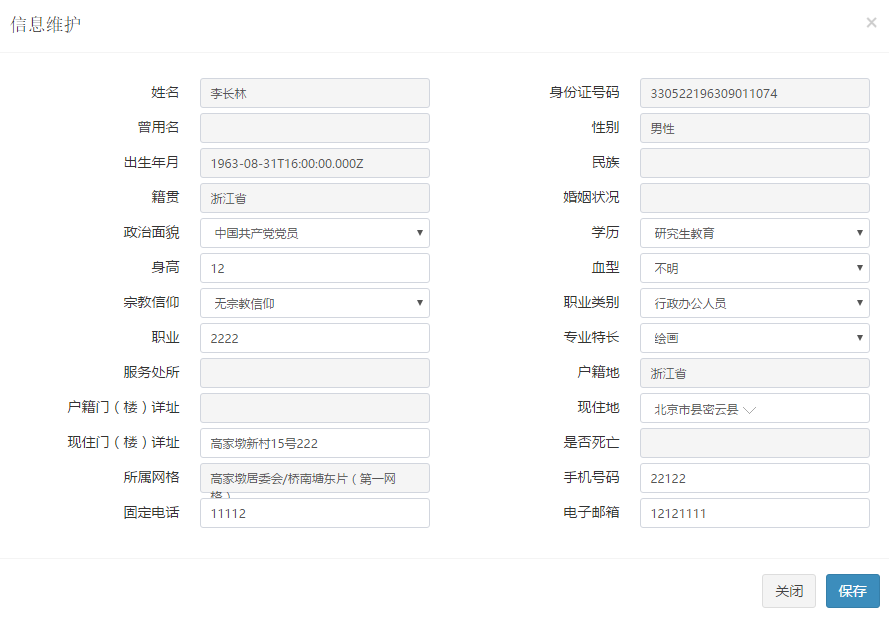 信息维护
×
姓名 李长林 身份证号码 330522196309011074
曾用名 性别 男性
出生年月 1963-08-31T16:00:00.000Z 民族
籍贯 浙江省 婚姻状况
政治面貌 中国共产党党员 学历 研究生教育
身高 12 血型 不明
宗教信仰 无宗教信仰 职业类别 行政办公人员
职业 2222 专业特长 绘画
服务处所 户籍地 浙江省
户籍门（楼）详址 现住地 北京市县密云县
现住门（楼）详址 高家墩新村15号222 是否死亡
所属网格 高家墩居委会/桥南塘东片（第一网
格） 手机号码 22122
固定电话 11112 电子邮箱 12121111
关闭 保存